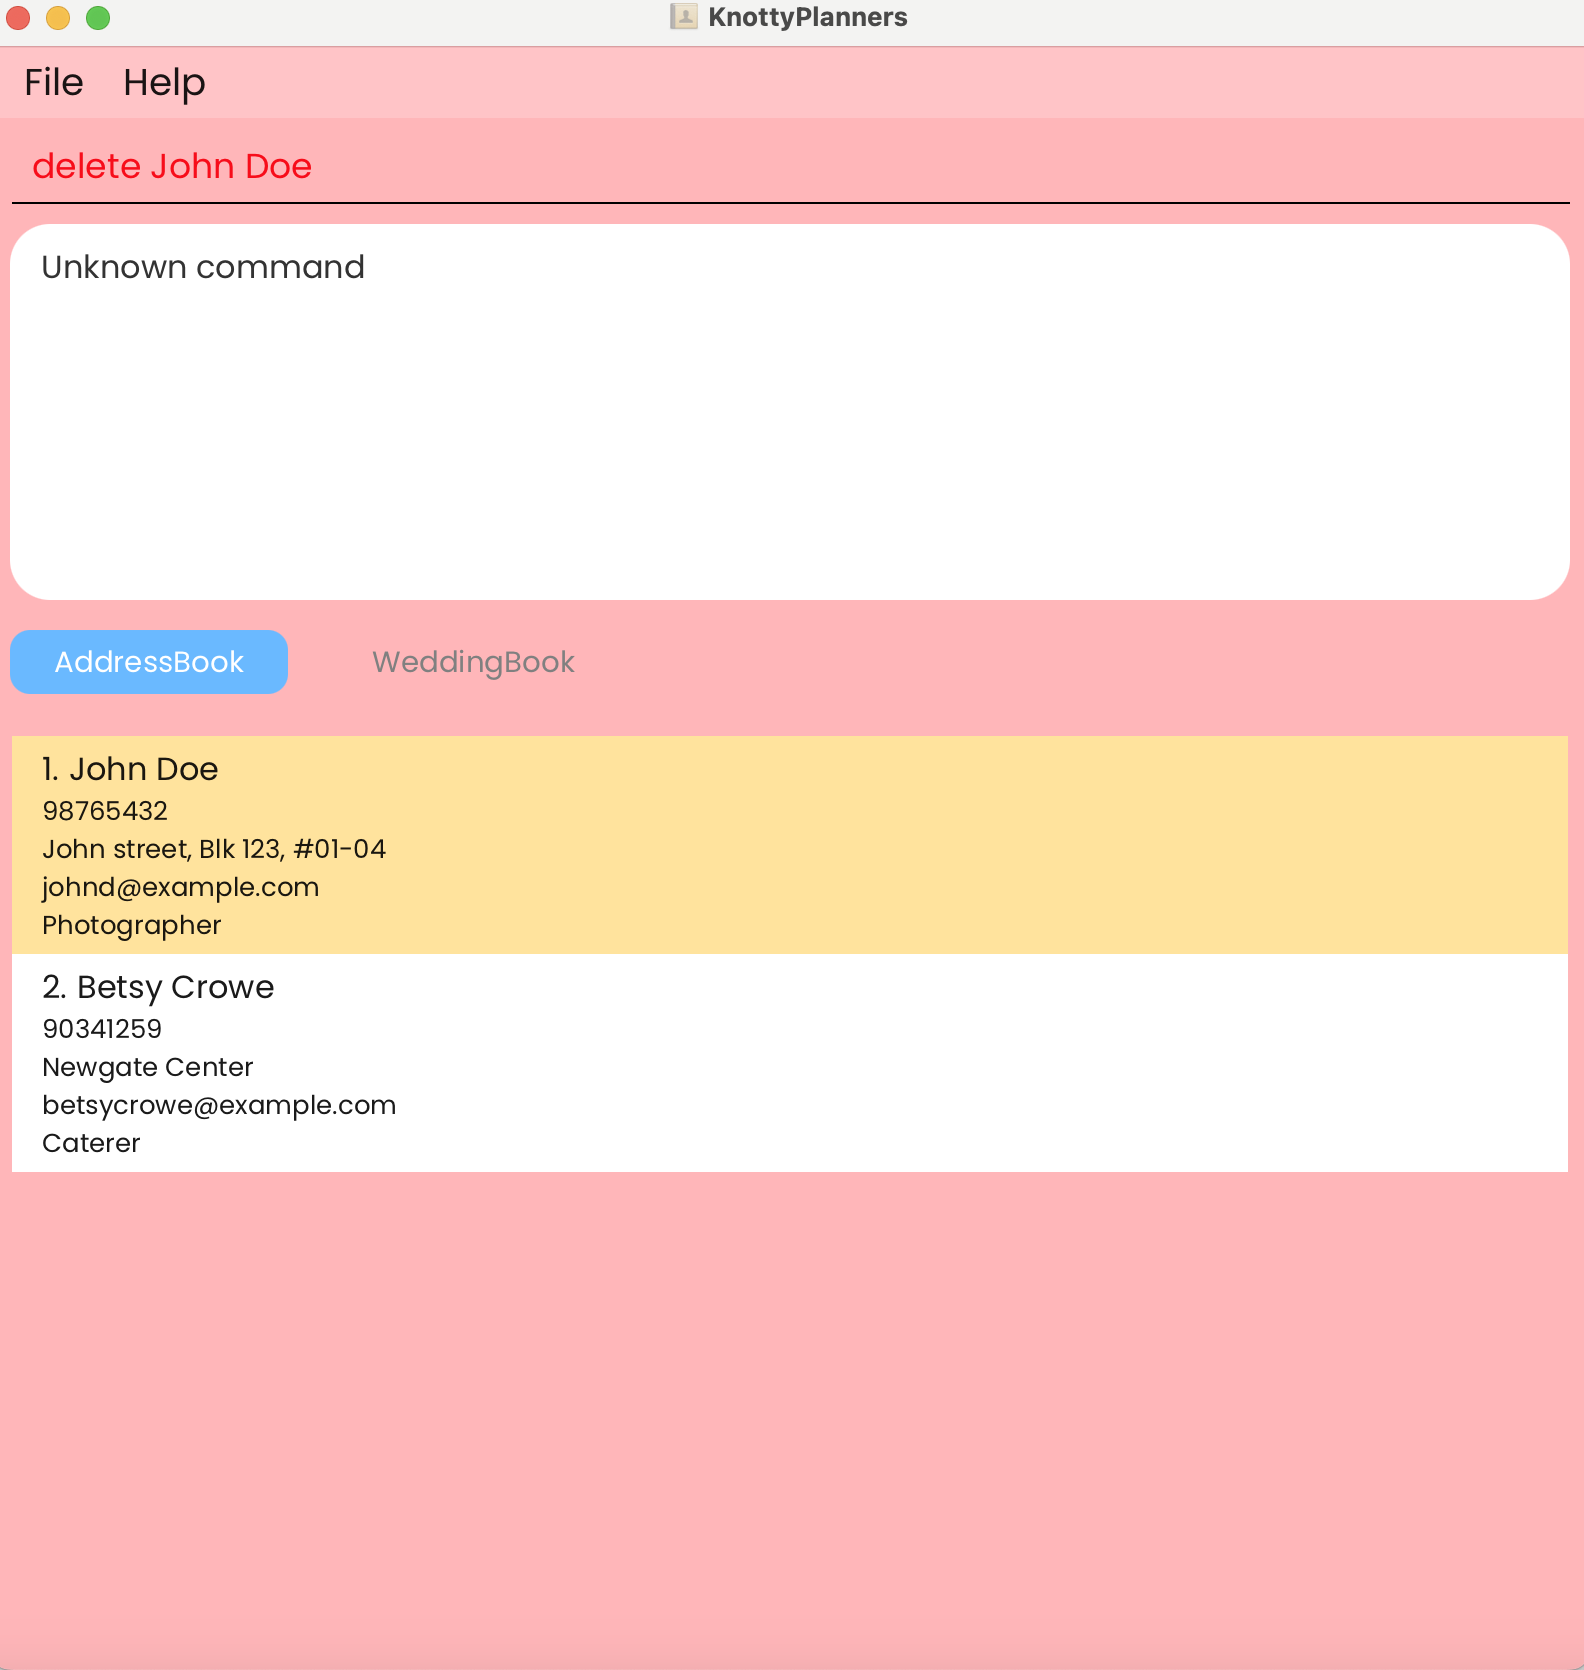 KnottyPlanners
File Help
delete John Doe
Unknown command
AddressBook WeddingBook
1. John Doe
98765432
John street, Blk 123, #01-04
johnd@example.com
Photographer
2. Betsy Crowe
90341259
Newgate Center
betsycrowe@example.com
Caterer